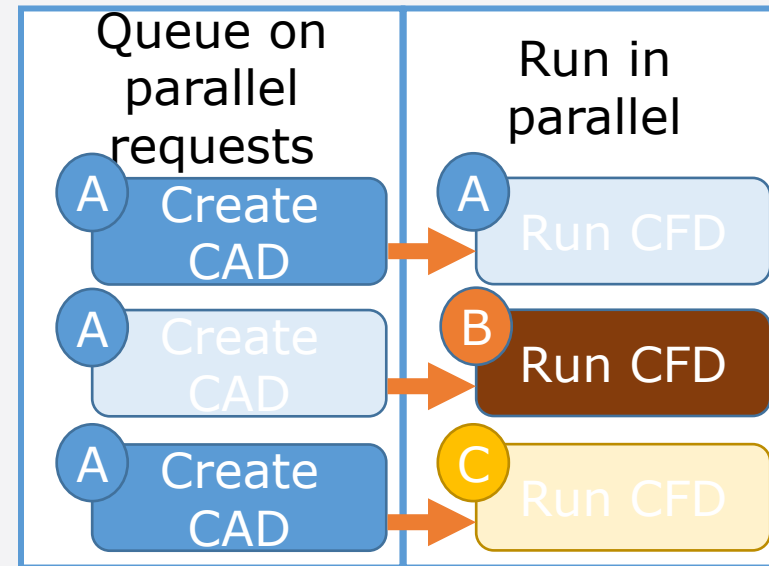 Queue on
parallel
requests
Run in
parallel
A
Create
CAD
A
Run CFD
A
Create
CAD
B
Run CFD
A
Create
CAD
C
Run CFD